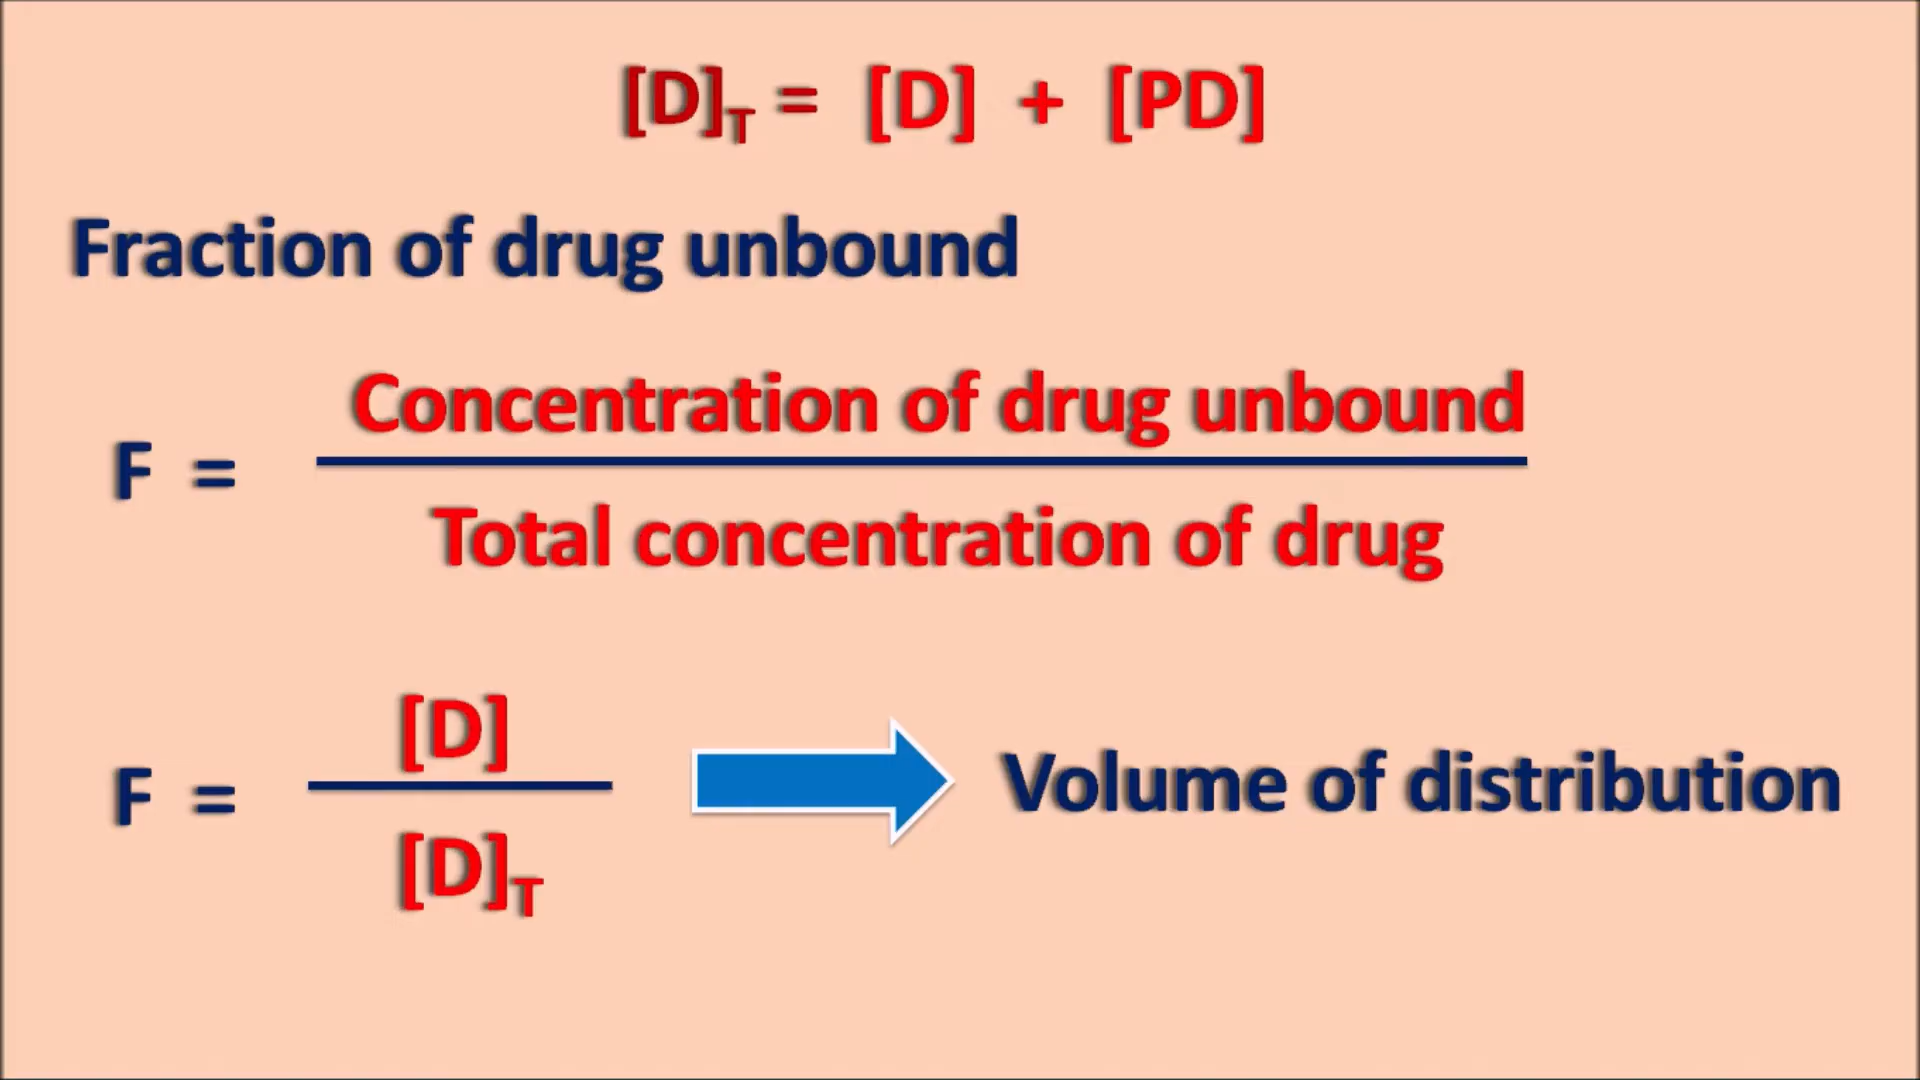 [D]T = [D] + [PD]
Fraction of drug unbound
Concentration of drug unbound
F =
Total concentration of drug
[D]
F =
[D]T
Volume of distribution